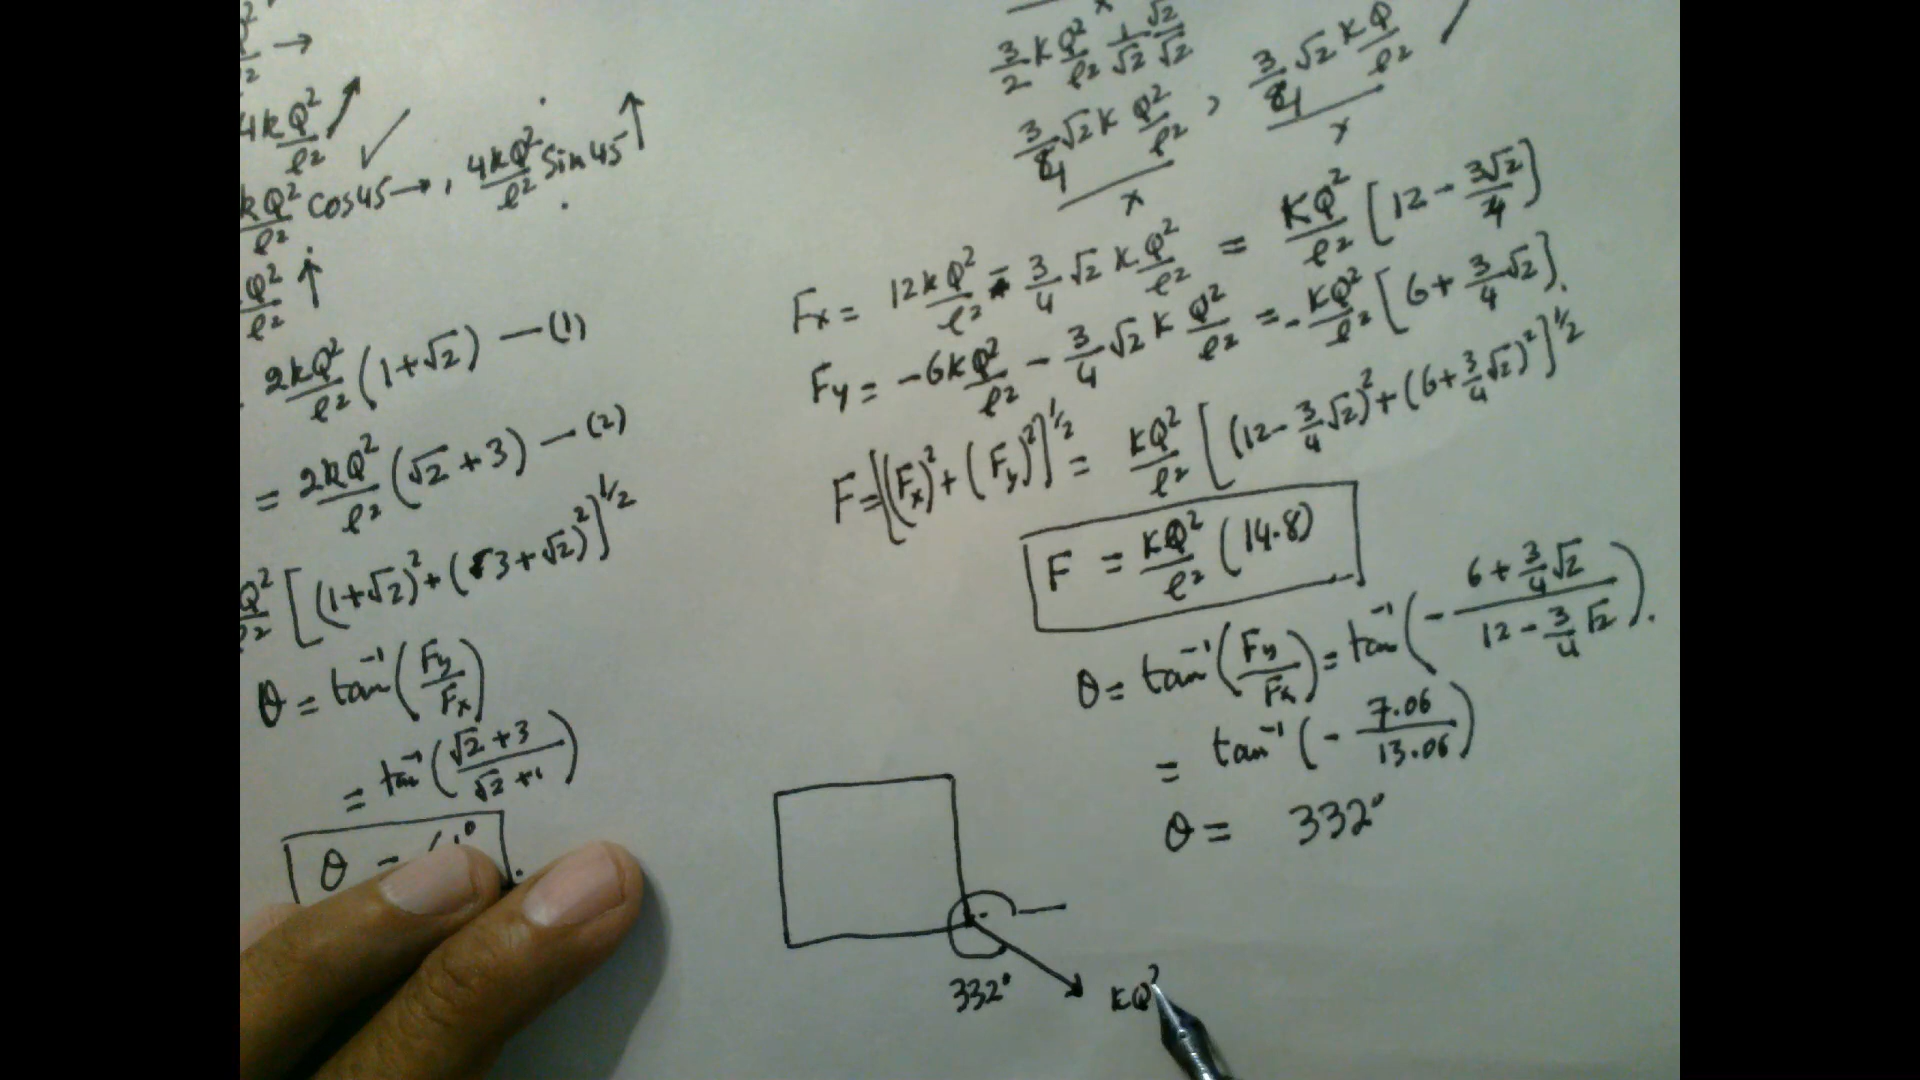 Q²/ℓ² →
4kQ²/ℓ² ↗
kQ²/ℓ² cos45 →, 4kQ²/ℓ² Sin45 ↑
Q²/ℓ² ↑
2kQ²/ℓ² (1+√2) — (1)
= 2kQ²/ℓ² (√2 + 3) — (2)
Q²/ℓ² [(1+√2)² + (3+√2)²]^1/2
θ = tan⁻¹ (Fy/Fx)
= tan⁻¹ (√2 + 3 / √2 + 1)
θ =
x
3/2 k Q²/ℓ² 1/√2 √2/√2
3/4 √2 k Q²/ℓ² , 3/4 √2 k Q/ℓ²
x x
Fx = 12kQ²/ℓ² - 3/4 √2 k Q²/ℓ² = KQ²/ℓ² [12 - 3√2/4]
Fy = -6kQ²/ℓ² - 3/4 √2 k Q²/ℓ² = - KQ²/ℓ² [6 + 3/4 √2].
F = [(Fx)² + (Fy)²]^1/2 = kQ²/ℓ² [(12 - 3/4 √2)² + (6 + 3/4 √2)²]^1/2
F = kQ²/ℓ² (14.8)
θ = tan⁻¹ (Fy/Fx) = tan⁻¹ (- 6 + 3/4 √2 / 12 - 3/4 √2).
= tan⁻¹ (- 7.06/13.06)
θ = 332°
332°
kQ²